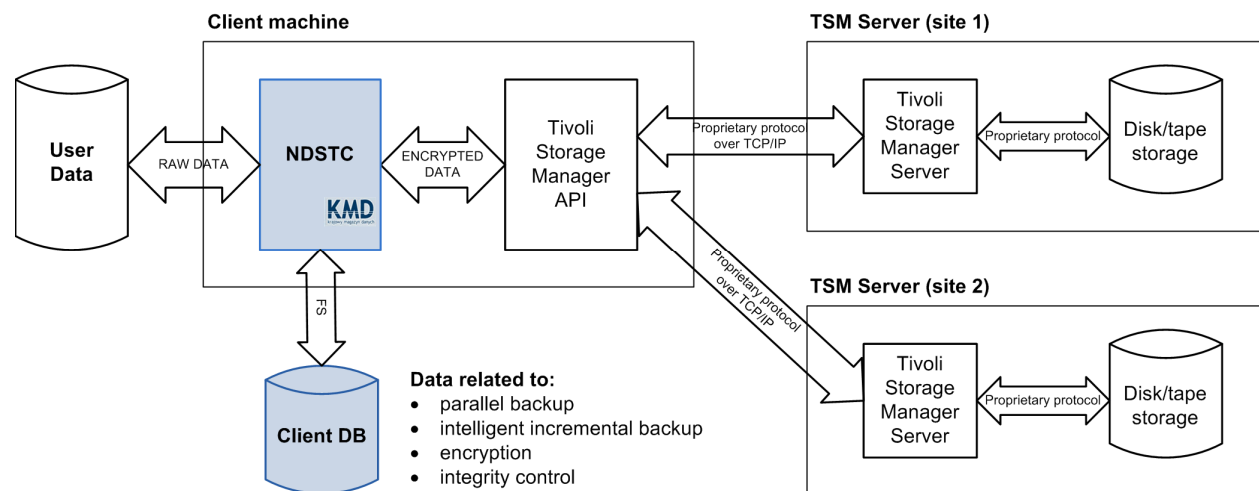 Client machine
TSM Server (site 1)
User
Data
RAW DATA
NDSTC
KMD
krajowy magazyn danych
ENCRYPTED
DATA
Tivoli
Storage
Manager
API
Proprietary protocol
over TCP/IP
Tivoli
Storage
Manager
Server
Proprietary protocol
Disk/tape
storage
FS
Proprietary protocol
over TCP/IP
TSM Server (site 2)
Tivoli
Storage
Manager
Server
Proprietary protocol
Disk/tape
storage
Client DB
Data related to:
• parallel backup
• intelligent incremental backup
• encryption
• integrity control